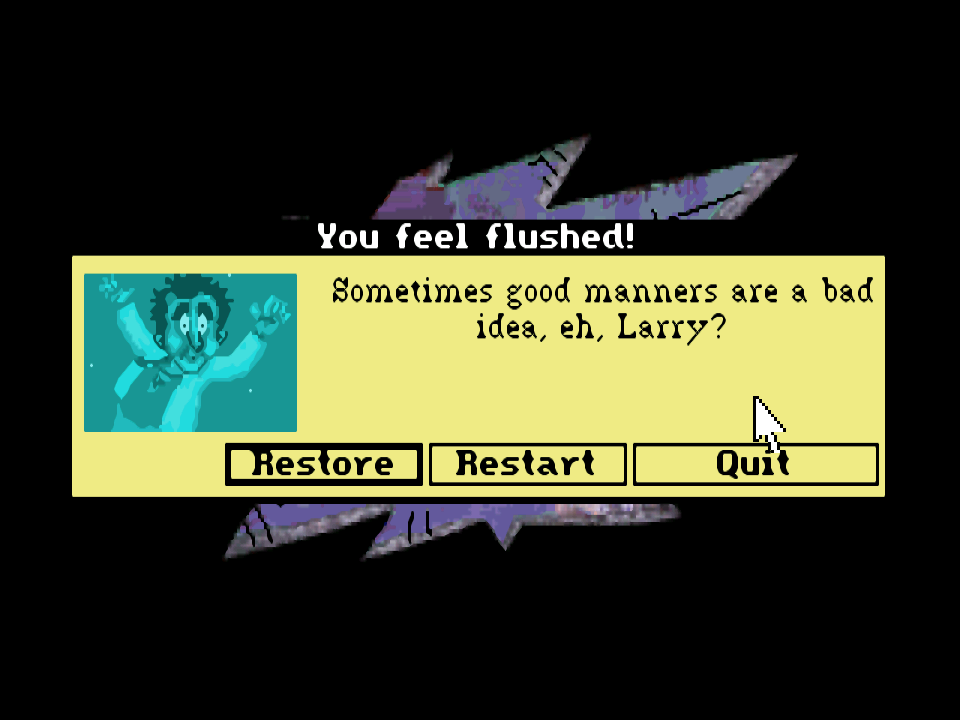 You feel flushed!
Sometimes good manners are a bad
idea, eh, Larry?
Restore
Restart
Quit